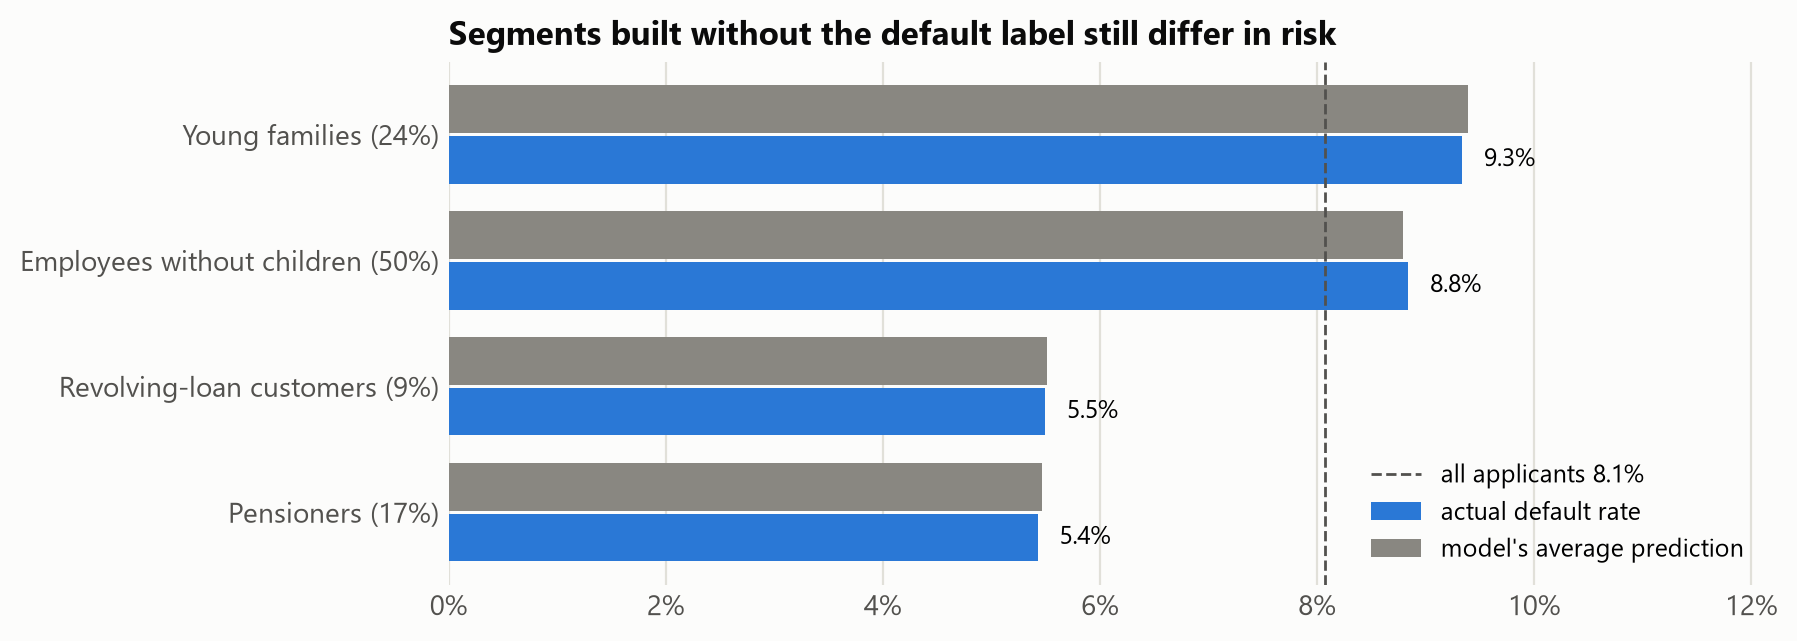 Segments built without the default label still differ in risk
Young families (24%)
9.3%
Employees without children (50%)
8.8%
Revolving-loan customers (9%)
5.5%
Pensioners (17%)
5.4%
all applicants 8.1%
actual default rate
model's average prediction
0% 2% 4% 6% 8% 10% 12%